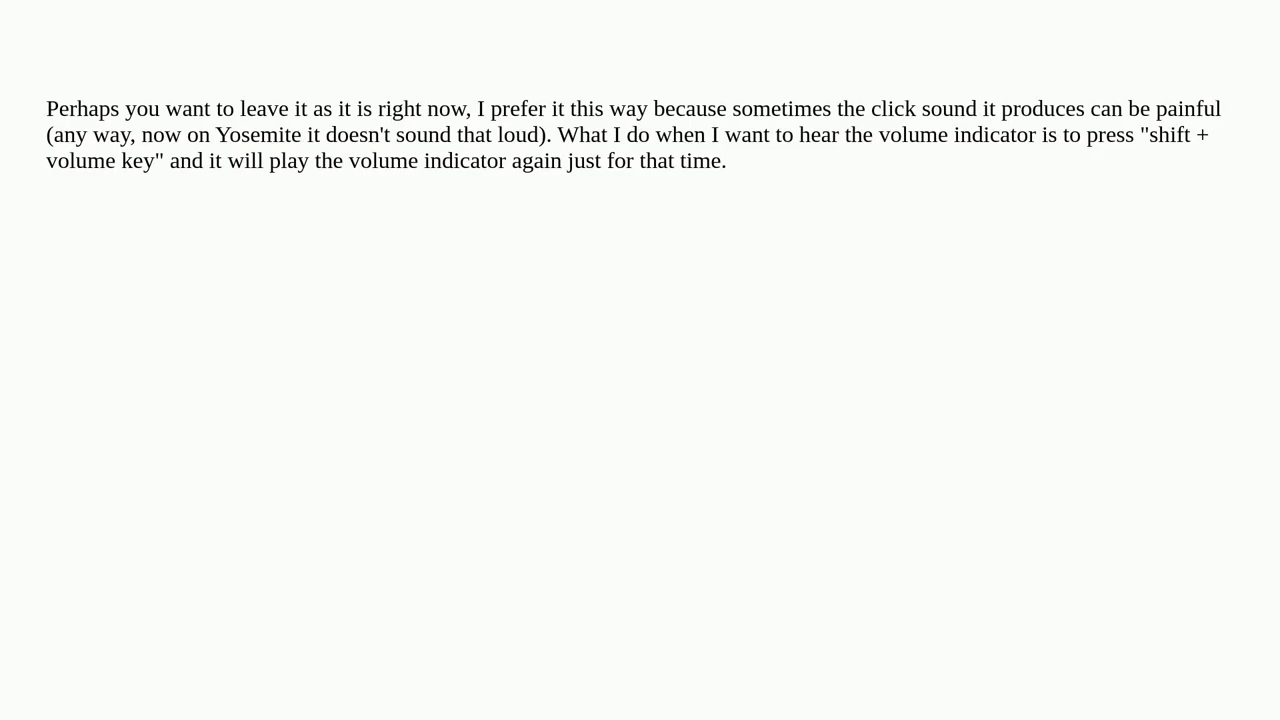 Perhaps you want to leave it as it is right now, I prefer it this way because sometimes the click sound it produces can be painful
(any way, now on Yosemite it doesn't sound that loud). What I do when I want to hear the volume indicator is to press "shift +
volume key" and it will play the volume indicator again just for that time.